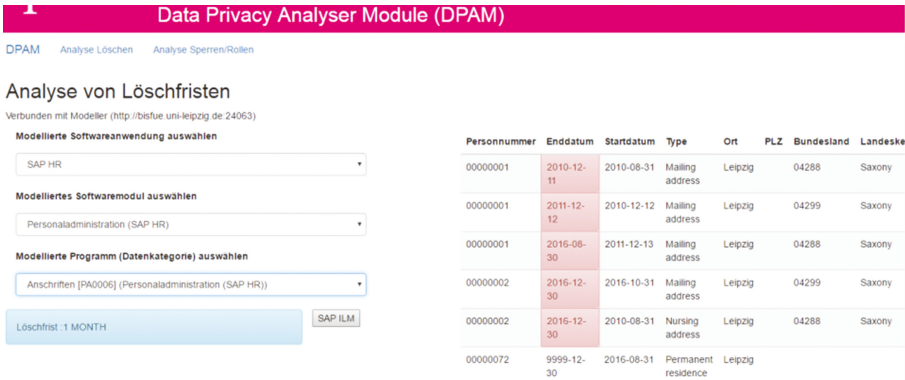 Data Privacy Analyser Module (DPAM)
DPAM Analyse Löschen Analyse Sperren/Rollen
Analyse von Löschfristen
Verbunden mit Modeller (http://bisfue.uni-leipzig.de:24063)
Modellierte Softwareanwendung auswählen
SAP HR
Modelliertes Softwaremodul auswählen
Personaladministration (SAP HR)
Modellierte Programm (Datenkategorie) auswählen
Anschriften [PA0006] (Personaladministration (SAP HR))
Löschfrist :1 MONTH
SAP ILM
Personnummer Enddatum Startdatum Type Ort PLZ Bundesland Landeske
00000001 2010-12- 2010-08-31 Mailing Leipzig 04288 Saxony
11 address
00000001 2011-12- 2010-12-12 Mailing Leipzig 04299 Saxony
12 address
00000001 2016-08- 2011-12-13 Mailing Leipzig 04288 Saxony
30 address
00000002 2016-12- 2016-10-31 Mailing Leipzig 04299 Saxony
30 address
00000002 2016-12- 2010-08-31 Nursing Leipzig 04288 Saxony
30 address
00000072 9999-12- 2016-08-31 Permanent Leipzig
30 residence